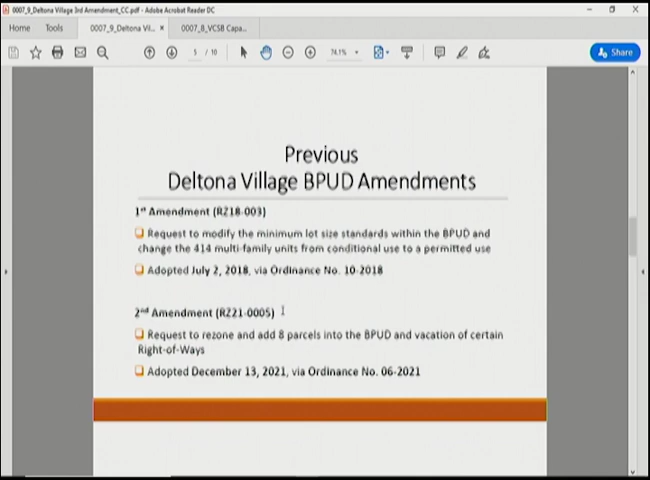 0007_9_Deltona Village 3rd Amendment_CC.pdf - Adobe Acrobat Reader DC
Home Tools 0007_9_Deltona Vil... × 0007_8_VCSB Capa...
5 / 10 74.1% Share
Previous
Deltona Village BPUD Amendments
1st Amendment (RZ18-003)
Request to modify the minimum lot size standards within the BPUD and
change the 414 multi-family units from conditional use to a permitted use
Adopted July 2, 2018, via Ordinance No. 10-2018
2nd Amendment (RZ21-0005)
Request to rezone and add 8 parcels into the BPUD and vacation of certain
Right-of-Ways
Adopted December 13, 2021, via Ordinance No. 06-2021